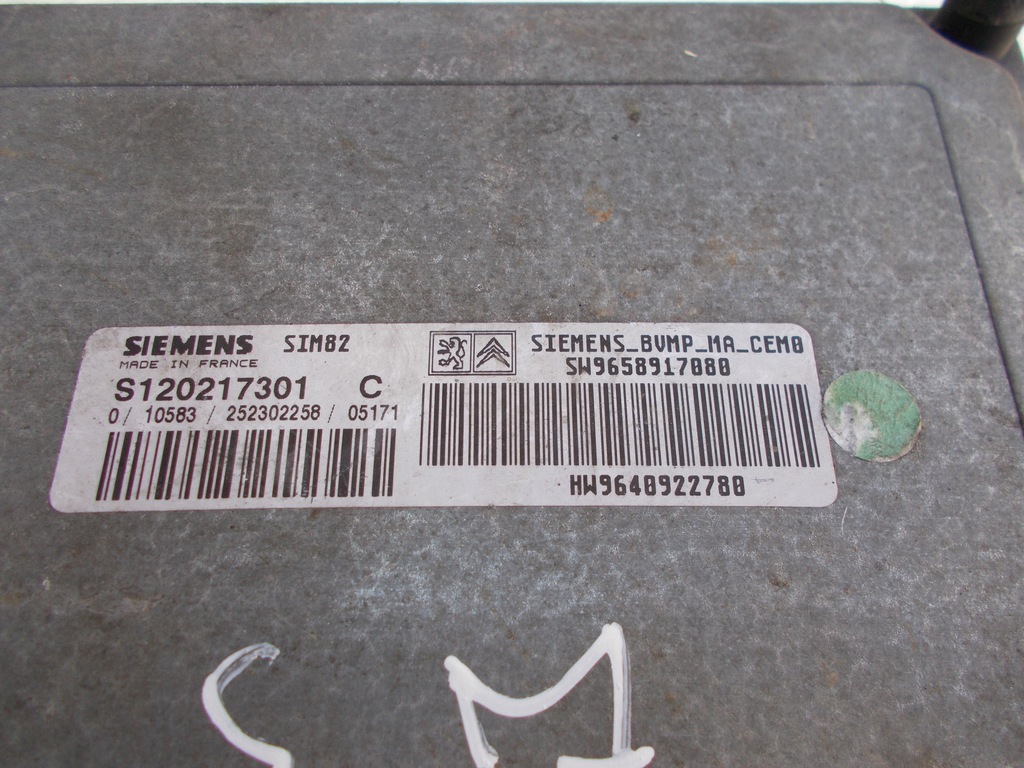 SIEMENS SIM82
MADE IN FRANCE
S120217301 C
0/ 10583 / 252302258 / 05171
SIEMENS_BVMP_MA_CEM0
SW9658917080
HW9640922780